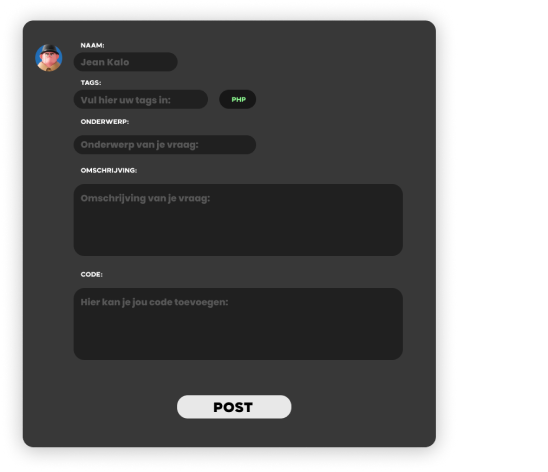 NAAM:
Jean Kalo
TAGS:
Vul hier uw tags in:
PHP
ONDERWERP:
Onderwerp van je vraag:
OMSCHRIJVING:
Omschrijving van je vraag:
CODE:
Hier kan je jou code toevoegen:
POST